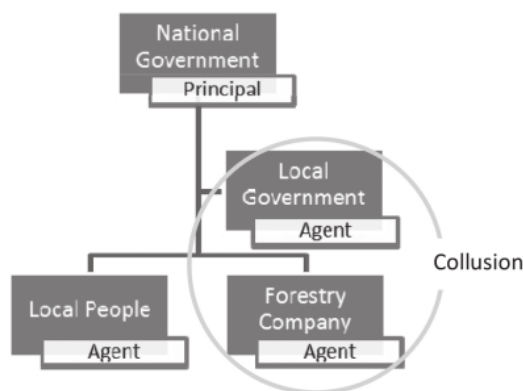 National
Government
Principal
Local
Government
Agent
Collusion
Local People
Agent
Forestry
Company
Agent